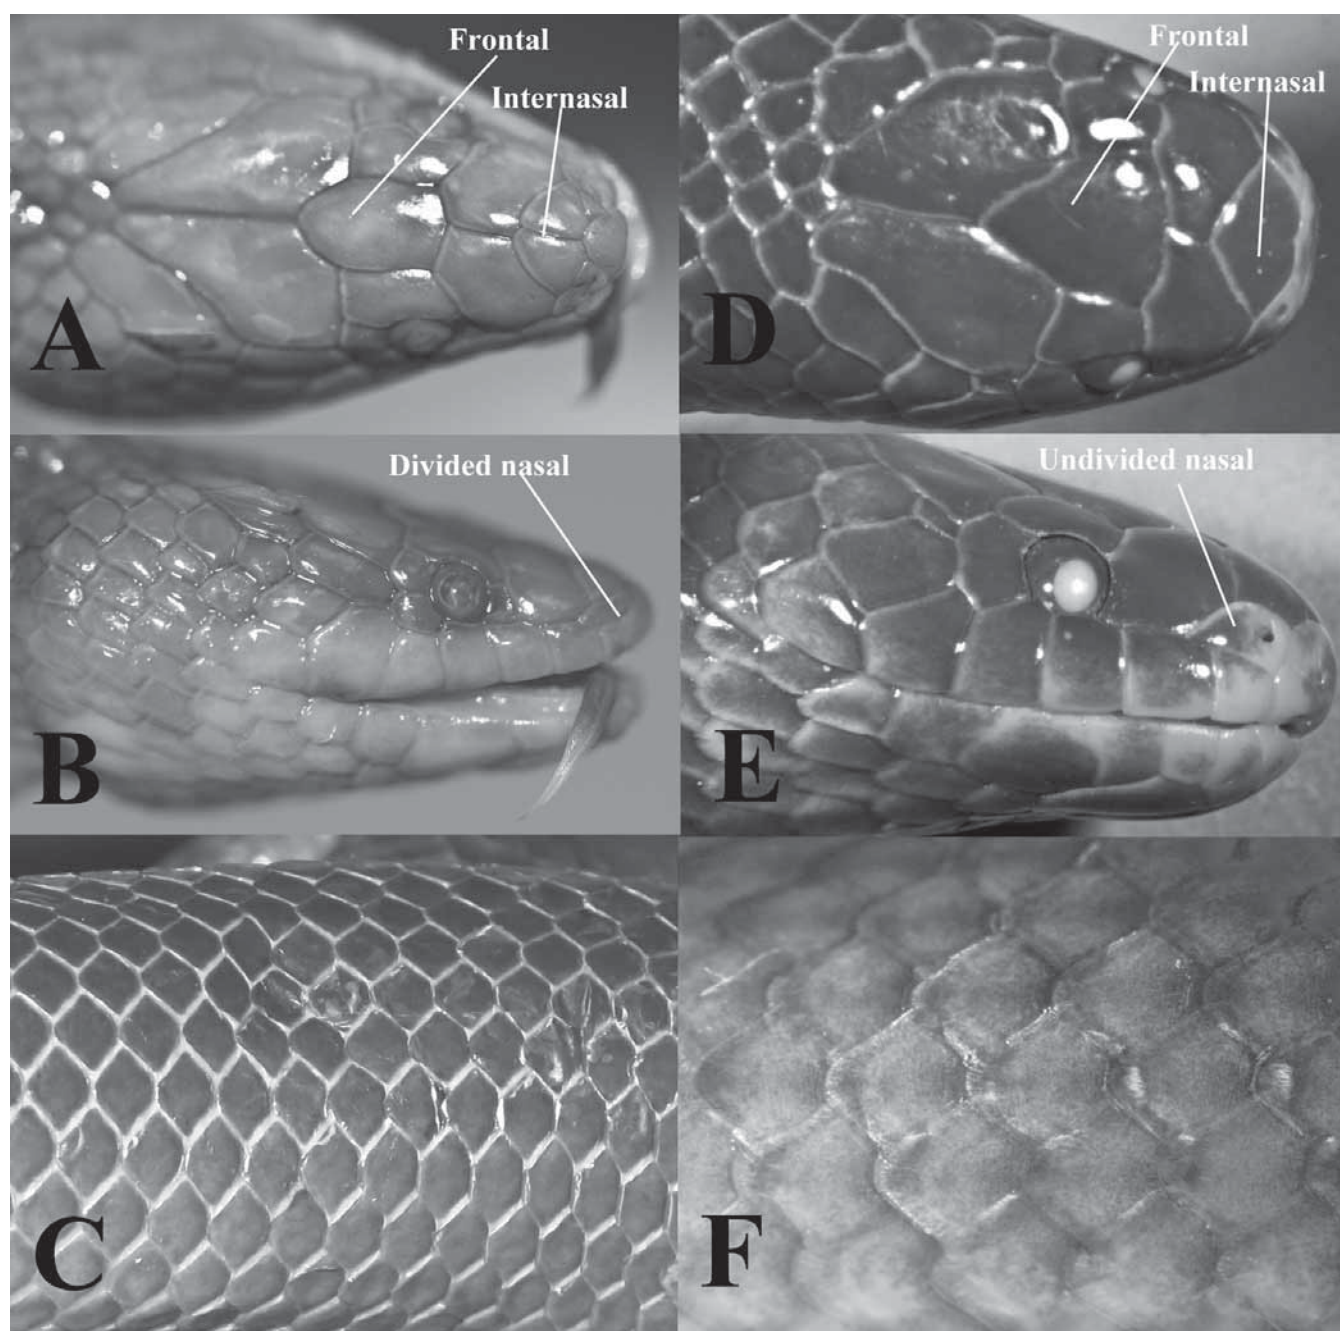 Frontal
Internasal
A
Frontal
Internasal
D
Divided nasal
B
Undivided nasal
E
C
F